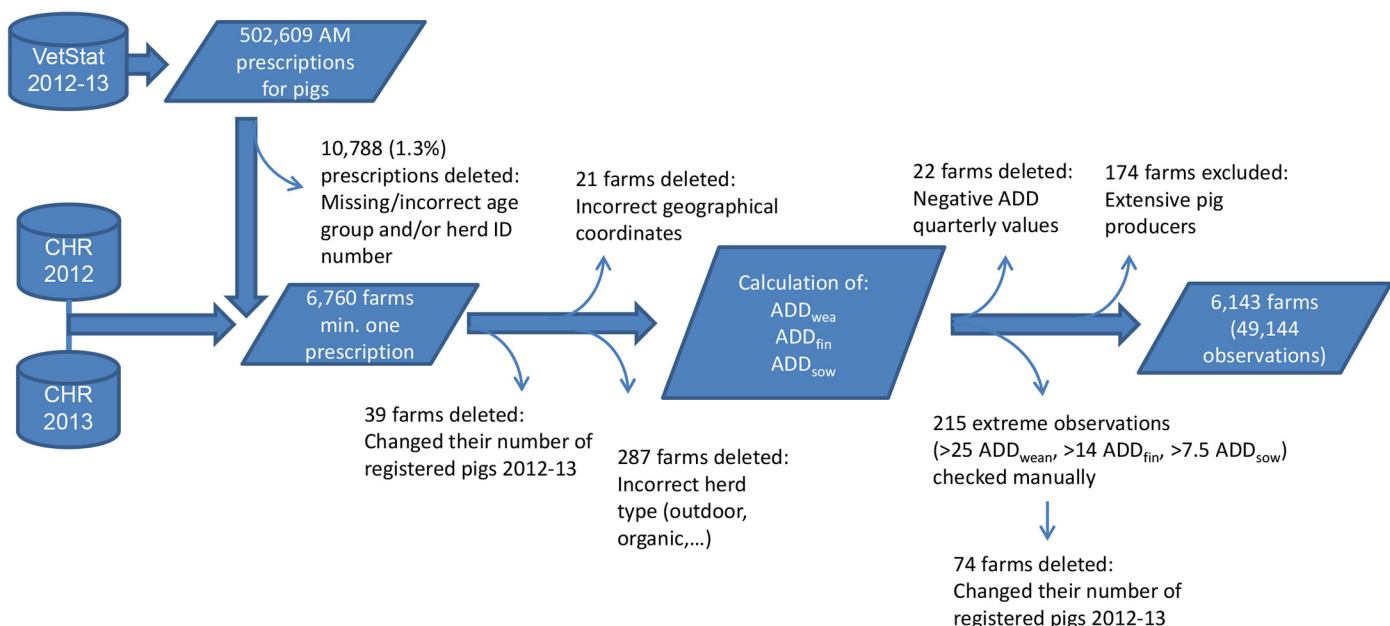 VetStat
2012-13
502,609 AM
prescriptions
for pigs
10,788 (1.3%)
prescriptions deleted:
Missing/incorrect age
group and/or herd ID
number
CHR
2012
CHR
2013
6,760 farms
min. one
prescription
21 farms deleted:
Incorrect geographical
coordinates
39 farms deleted:
Changed their number of
registered pigs 2012-13
287 farms deleted:
Incorrect herd
type (outdoor,
organic,…)
Calculation of:
ADDwea
ADDfin
ADDsow
22 farms deleted:
Negative ADD
quarterly values
174 farms excluded:
Extensive pig
producers
215 extreme observations
(>25 ADDwean, >14 ADDfin, >7.5 ADDsow)
checked manually
74 farms deleted:
Changed their number of
registered pigs 2012-13
6,143 farms
(49,144
observations)